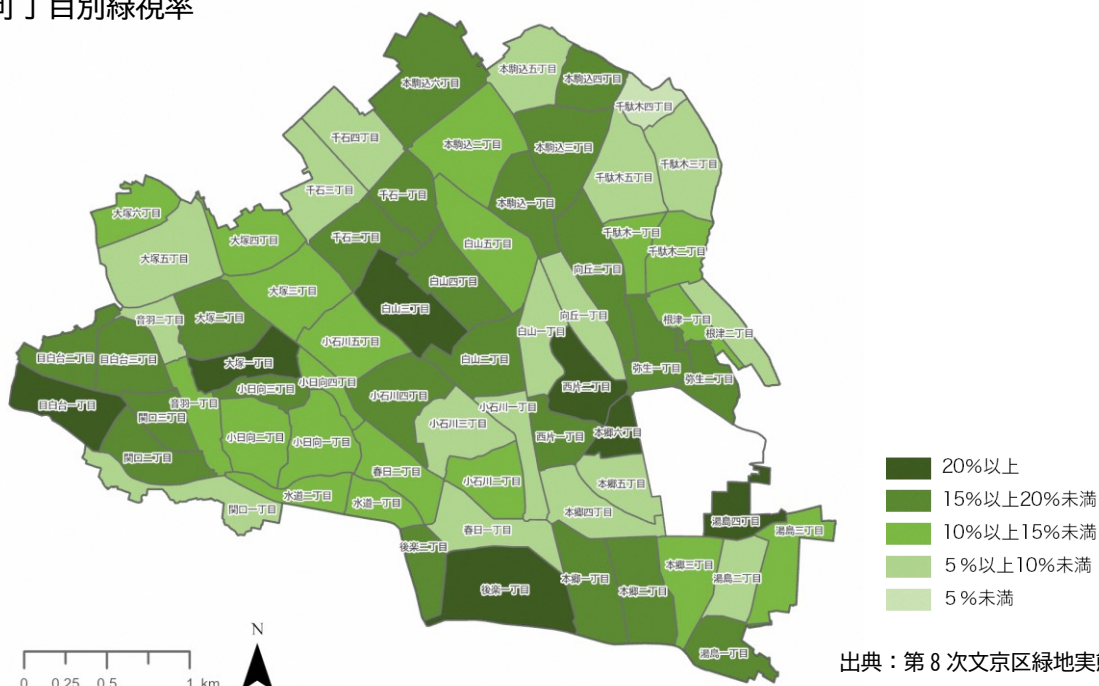 丁目別緑視率
本駒込六丁目
本駒込五丁目
本駒込四丁目
千駄木四丁目
千石四丁目
本駒込二丁目
本駒込三丁目
千駄木三丁目
千駄木五丁目
千石三丁目
千石一丁目
本駒込一丁目
大塚六丁目
千駄木一丁目
大塚四丁目
千石二丁目
白山五丁目
千駄木二丁目
大塚五丁目
向丘二丁目
白山四丁目
大塚三丁目
白山三丁目
向丘一丁目
音羽二丁目
大塚二丁目
根津一丁目
白山一丁目
根津二丁目
小石川五丁目
目白台二丁目
目白台三丁目
白山二丁目
大塚一丁目
弥生一丁目
弥生二丁目
小日向四丁目
小日向三丁目
西片二丁目
小石川四丁目
目白台一丁目
音羽一丁目
小石川一丁目
関口三丁目
小石川三丁目
本郷六丁目
小日向二丁目
小日向一丁目
西片一丁目
関口二丁目
春日二丁目
小石川二丁目
本郷五丁目
水道二丁目
水道一丁目
関口一丁目
本郷四丁目
湯島四丁目
春日一丁目
湯島三丁目
後楽二丁目
本郷三丁目
本郷一丁目
湯島二丁目
後楽一丁目
本郷二丁目
湯島一丁目
20%以上
15%以上20%未満
10%以上15%未満
5%以上10%未満
5%未満
N
0 0.25 0.5 1 km
出典：第8次文京区緑地実